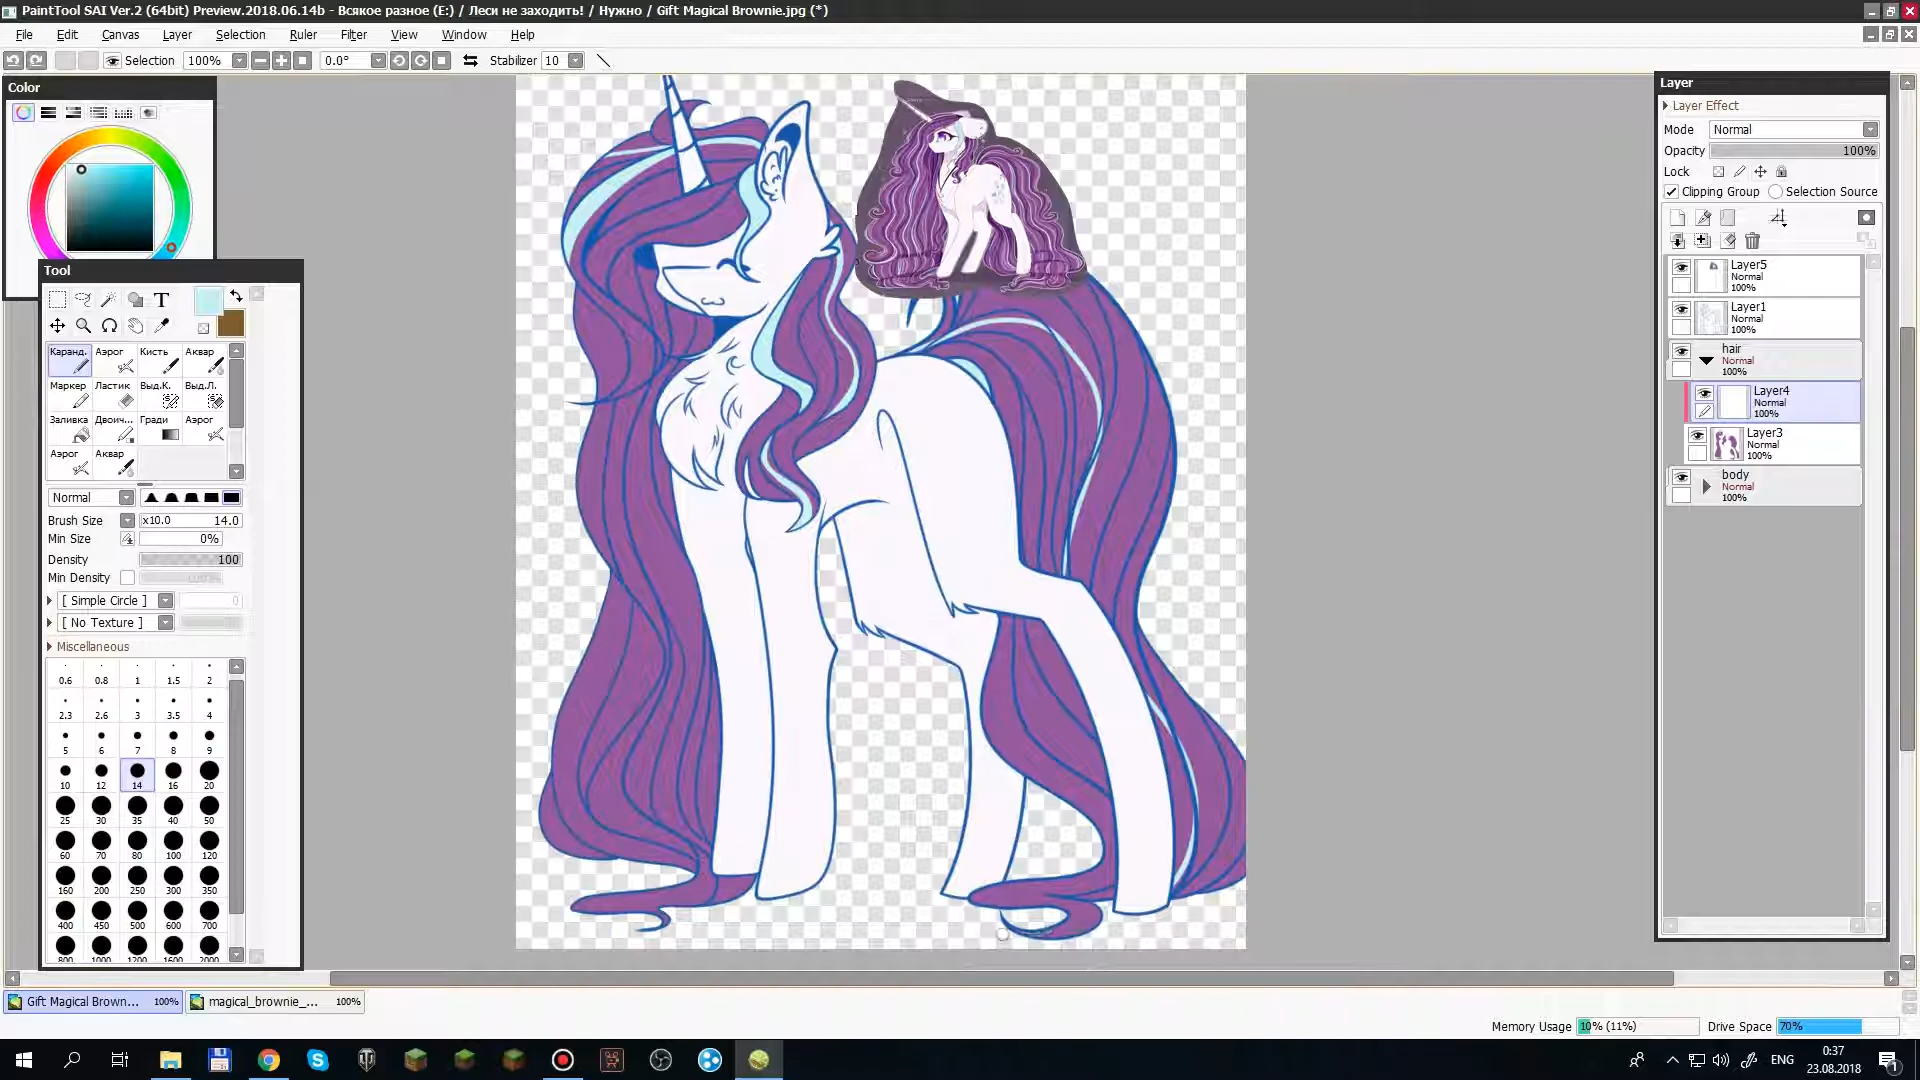 PaintTool SAI Ver.2 (64bit) Preview.2018.06.14b - Всякое разное (E:) / Леси не заходить! / Нужно / Gift Magical Brownie.jpg (*)
File Edit Canvas Layer Selection Ruler Filter View Window Help
Selection 100% 0.0° Stabilizer 10
Color
Tool
T
Каранд. Аэрог Кисть Аквар
Маркер Ластик Выд.К. Выд.Л.
Заливка Двоич... Гради Аэрог
Аэрог Аквар
Normal
Brush Size x10.0 14.0
Min Size 0%
Density 100
Min Density
[ Simple Circle ] 0
[ No Texture ]
Miscellaneous
0.6 0.8 1 1.5 2
2.3 2.6 3 3.5 4
5 6 7 8 9
10 12 14 16 20
25 30 35 40 50
60 70 80 100 120
160 200 250 300 350
400 450 500 600 700
800 1000 1200 1600 2000
Layer
Layer Effect
Mode Normal
Opacity 100%
Lock
Clipping Group Selection Source
Layer5
Normal
100%
Layer1
Normal
100%
hair
Normal
100%
Layer4
Normal
100%
Layer3
Normal
100%
body
Normal
100%
Gift Magical Brown... 100% magical_brownie_... 100%
Memory Usage 10% (11%) Drive Space 70%
ENG
0:37
23.08.2018
1